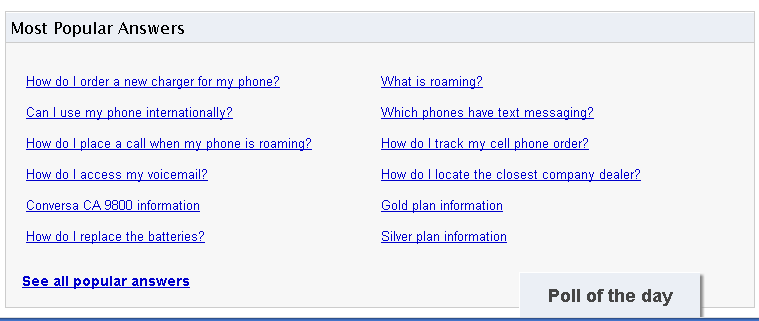 Most Popular Answers
How do I order a new charger for my phone?
What is roaming?
Can I use my phone internationally?
Which phones have text messaging?
How do I place a call when my phone is roaming?
How do I track my cell phone order?
How do I access my voicemail?
How do I locate the closest company dealer?
Conversa CA 9800 information
Gold plan information
How do I replace the batteries?
Silver plan information
See all popular answers
Poll of the day